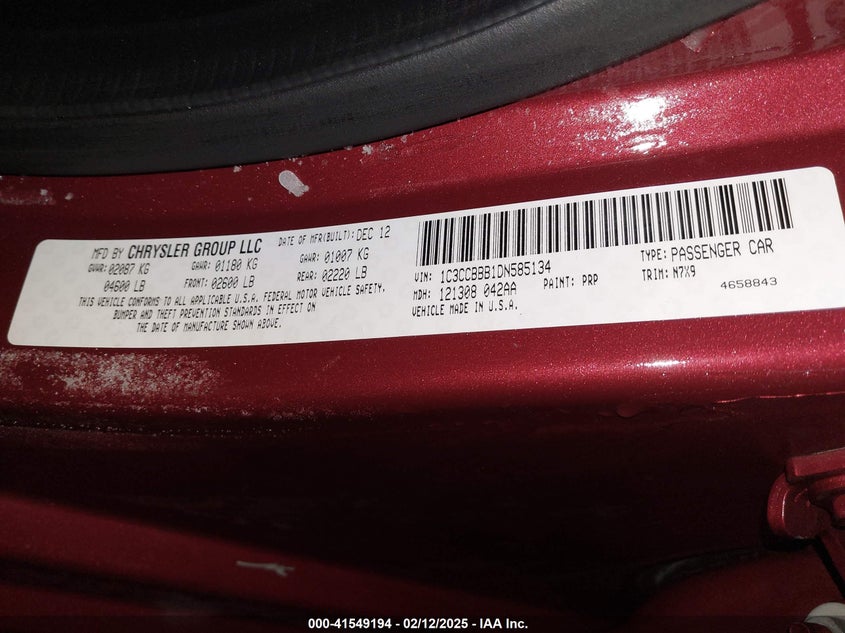 MFD BY CHRYSLER GROUP LLC DATE OF MFR(BUILT): DEC 12
GVWR: 02087 KG GAWR: 01180 KG GAWR: 01007 KG
04600 LB FRONT: 02600 LB REAR: 02220 LB
THIS VEHICLE CONFORMS TO ALL APPLICABLE U.S.A. FEDERAL MOTOR VEHICLE SAFETY,
BUMPER AND THEFT PREVENTION STANDARDS IN EFFECT ON
THE DATE OF MANUFACTURE SHOWN ABOVE.
VIN: 1C3CCBBB1DN585134 TYPE: PASSENGER CAR
MDH: 121308 042AA PAINT: PRP TRIM: N7X9
VEHICLE MADE IN U.S.A. 4658843
000-41549194 - 02/12/2025 - IAA Inc.